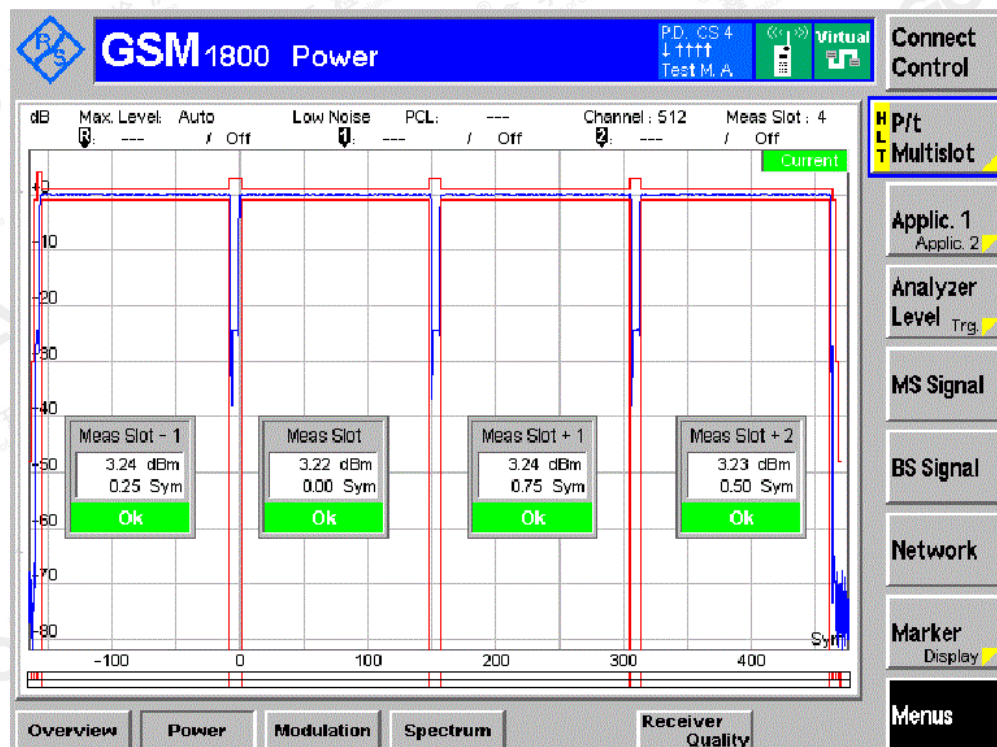 R/S
GSM 1800 Power
P.D. CS 4
↓ ↑↑↑↑
Test M. A
Virtual
Connect Control
dB Max. Level: Auto Low Noise PCL: --- Channel : 512 Meas Slot : 4
R: --- / Off 1: --- / Off 2: --- / Off
Current
HLT
P/t Multislot
Applic. 1
Applic. 2
Analyzer Level Trg.
MS Signal
BS Signal
Network
Marker
Display
Menus
+0
-10
-20
-30
-40
-50
-60
-70
-80
Meas Slot - 1
3.24 dBm
0.25 Sym
Ok
Meas Slot
3.22 dBm
0.00 Sym
Ok
Meas Slot + 1
3.24 dBm
0.75 Sym
Ok
Meas Slot + 2
3.23 dBm
0.50 Sym
Ok
Sym
-100 0 100 200 300 400
Overview Power Modulation Spectrum Receiver Quality